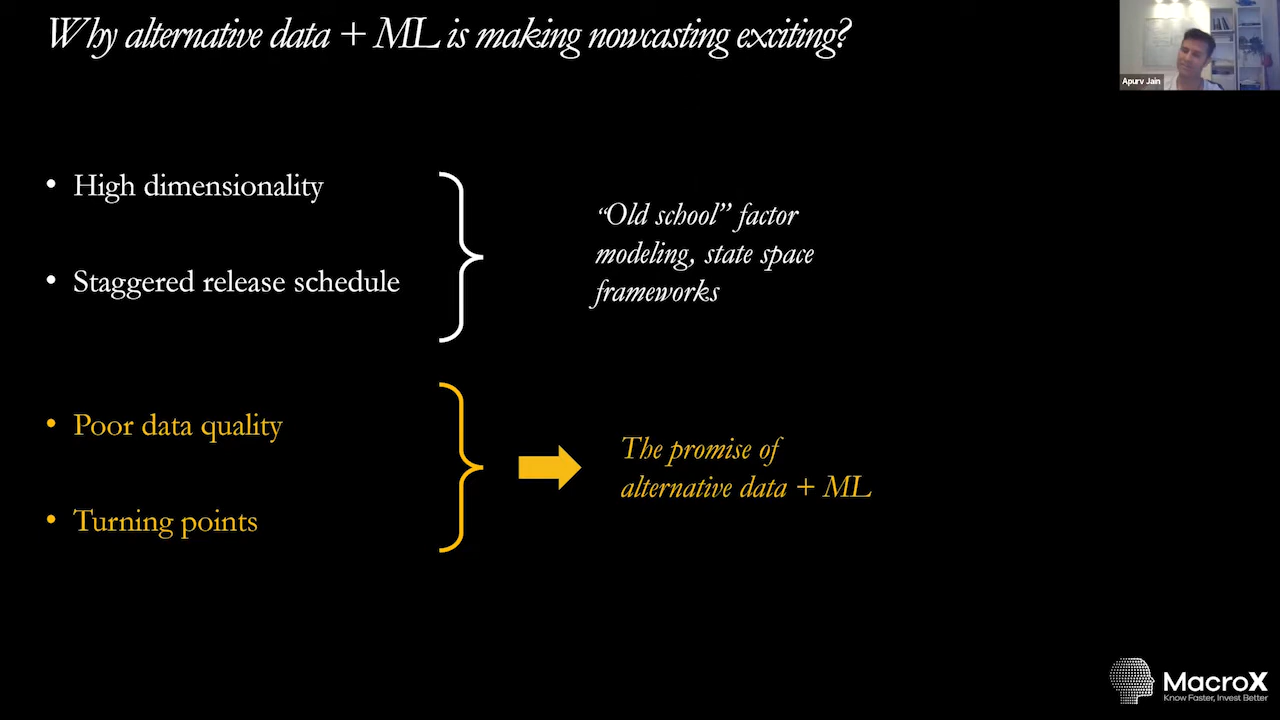 Why alternative data + ML is making nowcasting exciting?
Apurv Jain
• High dimensionality
• Staggered release schedule
“Old school” factor
modeling, state space
frameworks
• Poor data quality
• Turning points
The promise of
alternative data + ML
MacroX
Know Faster, Invest Better